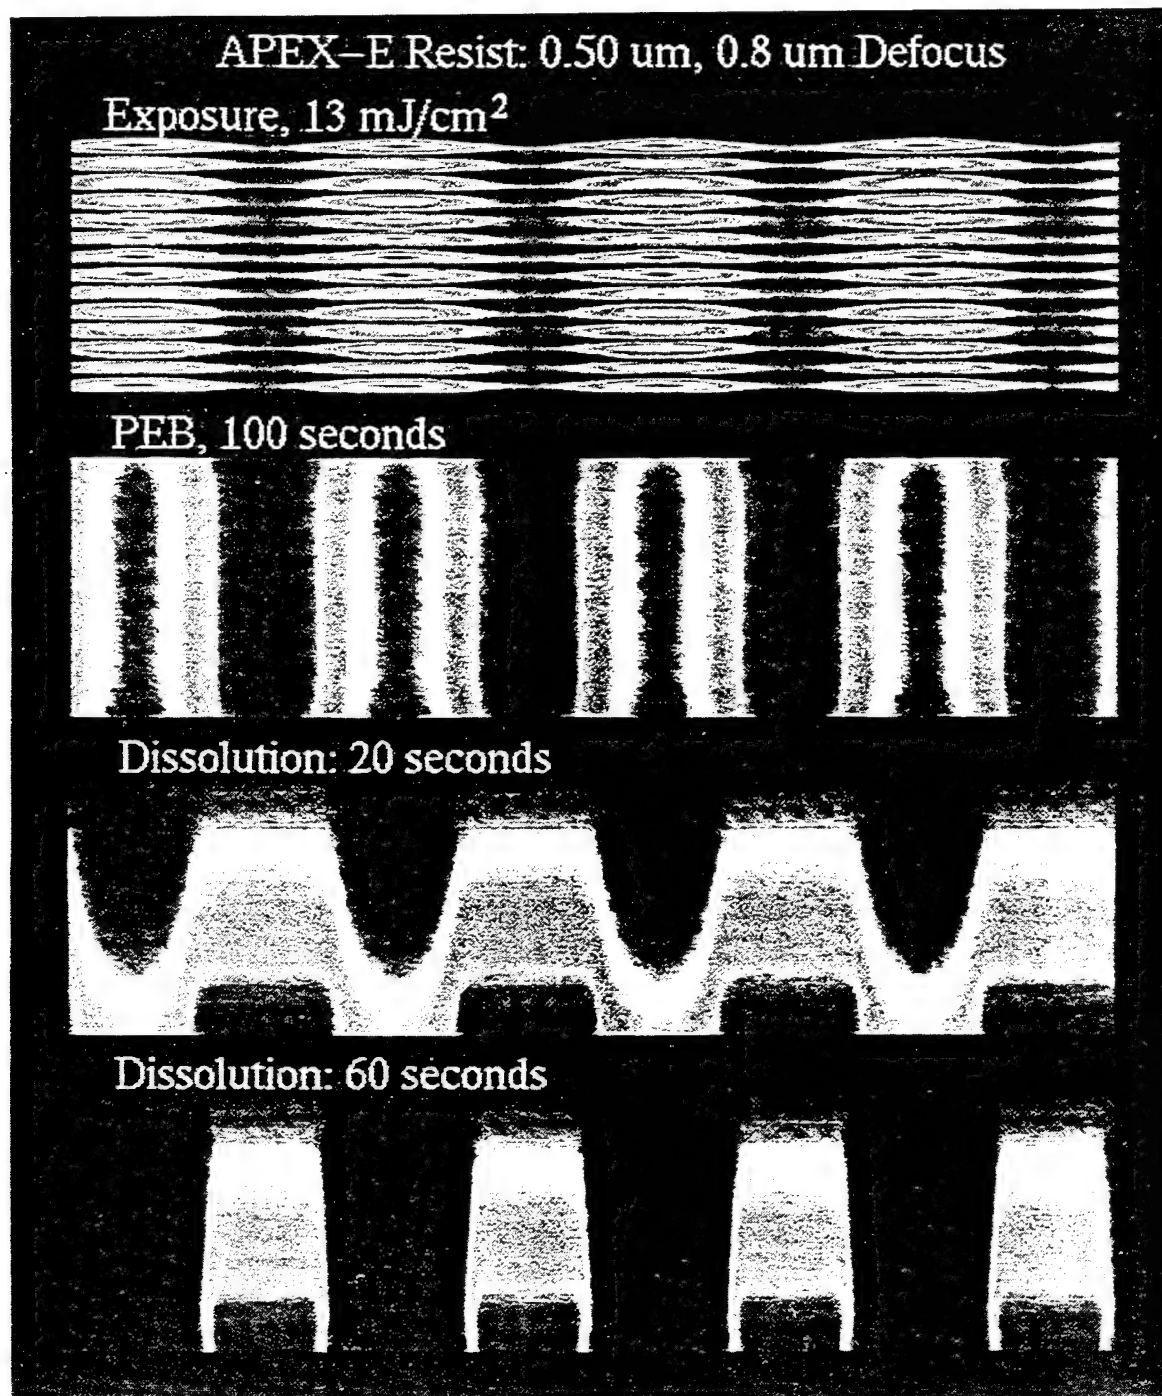 APEX–E Resist: 0.50 um, 0.8 um Defocus
Exposure, 13 mJ/cm²
PEB, 100 seconds
Dissolution: 20 seconds
Dissolution: 60 seconds